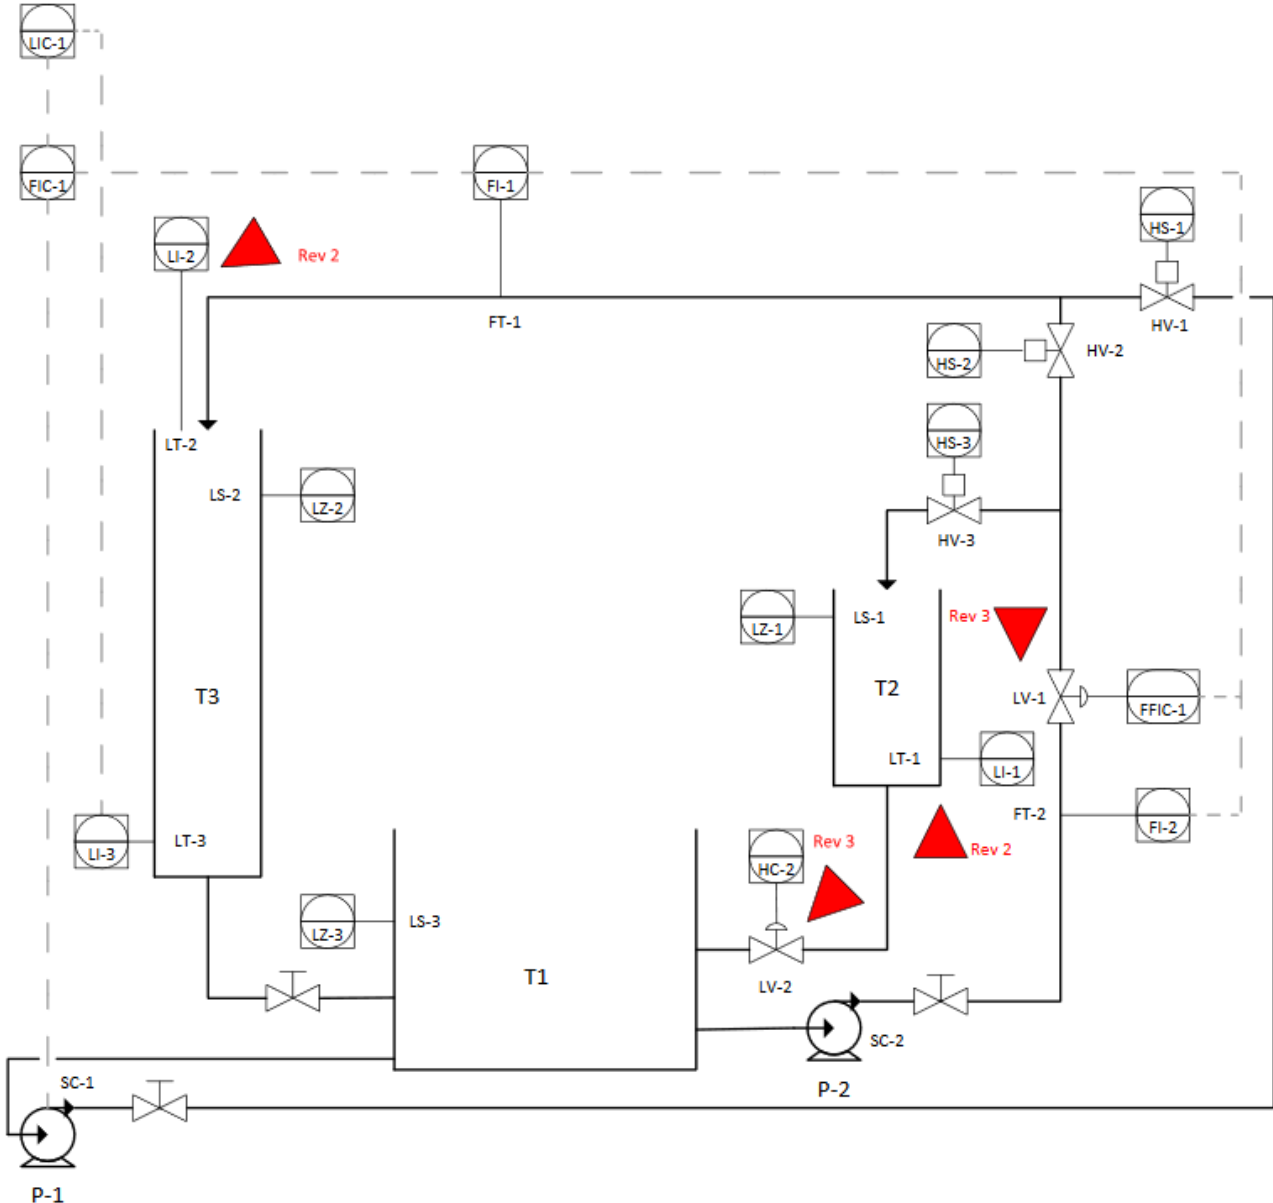 LIC-1
FIC-1
FI-1
HS-1
LI-2
Rev 2
FT-1
HV-1
HS-2
HV-2
HS-3
LT-2
LS-2
LZ-2
HV-3
LZ-1
LS-1
Rev 3
T3
T2
LV-1
FFIC-1
LT-1
LI-1
FT-2
FI-2
LI-3
LT-3
Rev 3
Rev 2
HC-2
LZ-3
LS-3
T1
LV-2
SC-2
SC-1
P-2
P-1